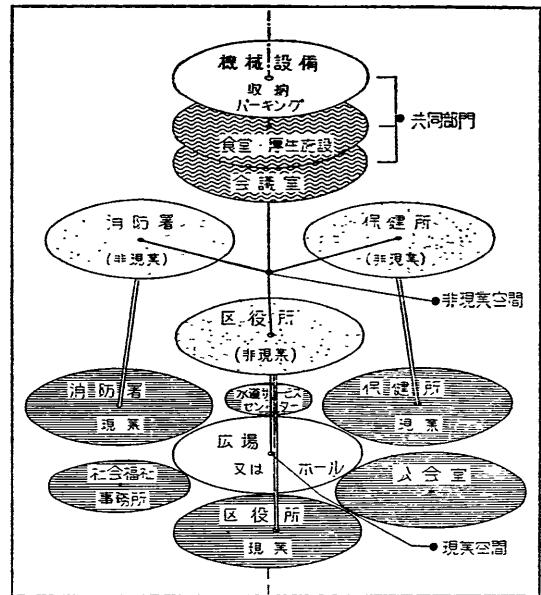 機械設備
収納
パーキング
食室・厚生施設
会議室
共同部門
消防署
(非現業)
保健所
(非現業)
非現業空間
区役所
(非現業)
消防署
現業
水道サービス
センター
保健所
現業
広場
又は ホール
社会福祉
事務所
公会室
区役所
現業
現業空間